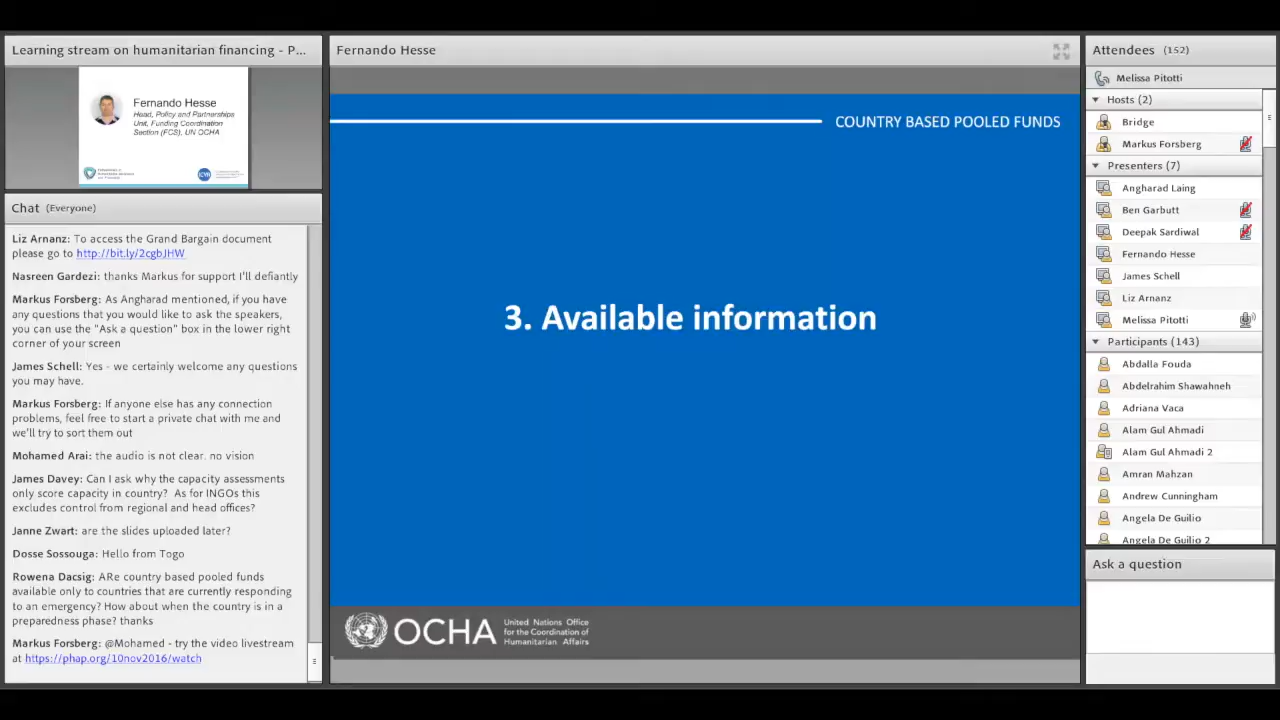 Learning stream on humanitarian financing - P...
Fernando Hesse
Head, Policy and Partnerships
Unit, Funding Coordination
Section (FCS), UN OCHA
ICVA
Chat (Everyone)
Liz Arnanz: To access the Grand Bargain document
please go to http://bit.ly/2cgbJHW
Nasreen Gardezi: thanks Markus for support I'll defiantly
Markus Forsberg: As Angharad mentioned, if you have
any questions that you would like to ask the speakers,
you can use the "Ask a question" box in the lower right
corner of your screen
James Schell: Yes - we certainly welcome any questions
you may have.
Markus Forsberg: If anyone else has any connection
problems, feel free to start a private chat with me and
we'll try to sort them out
Mohamed Arai: the audio is not clear. no vision
James Davey: Can I ask why the capacity assessments
only score capacity in country? As for INGOs this
excludes control from regional and head offices?
Janne Zwart: are the slides uploaded later?
Dosse Sossouga: Hello from Togo
Rowena Dacsig: ARe country based pooled funds
available only to countries that are currently responding
to an emergency? How about when the country is in a
preparedness phase? thanks
Markus Forsberg: @Mohamed - try the video livestream
at https://phap.org/10nov2016/watch
Fernando Hesse
COUNTRY BASED POOLED FUNDS
3. Available information
OCHA
United Nations Office
for the Coordination of
Humanitarian Affairs
Attendees (152)
Melissa Pitotti
Hosts (2)
Bridge
Markus Forsberg
Presenters (7)
Angharad Laing
Ben Garbutt
Deepak Sardiwal
Fernando Hesse
James Schell
Liz Arnanz
Melissa Pitotti
Participants (143)
Abdalla Fouda
Abdelrahim Shawahneh
Adriana Vaca
Alam Gul Ahmadi
Alam Gul Ahmadi 2
Amran Mahzan
Andrew Cunningham
Angela De Guilio
Angela De Guilio 2
Ask a question